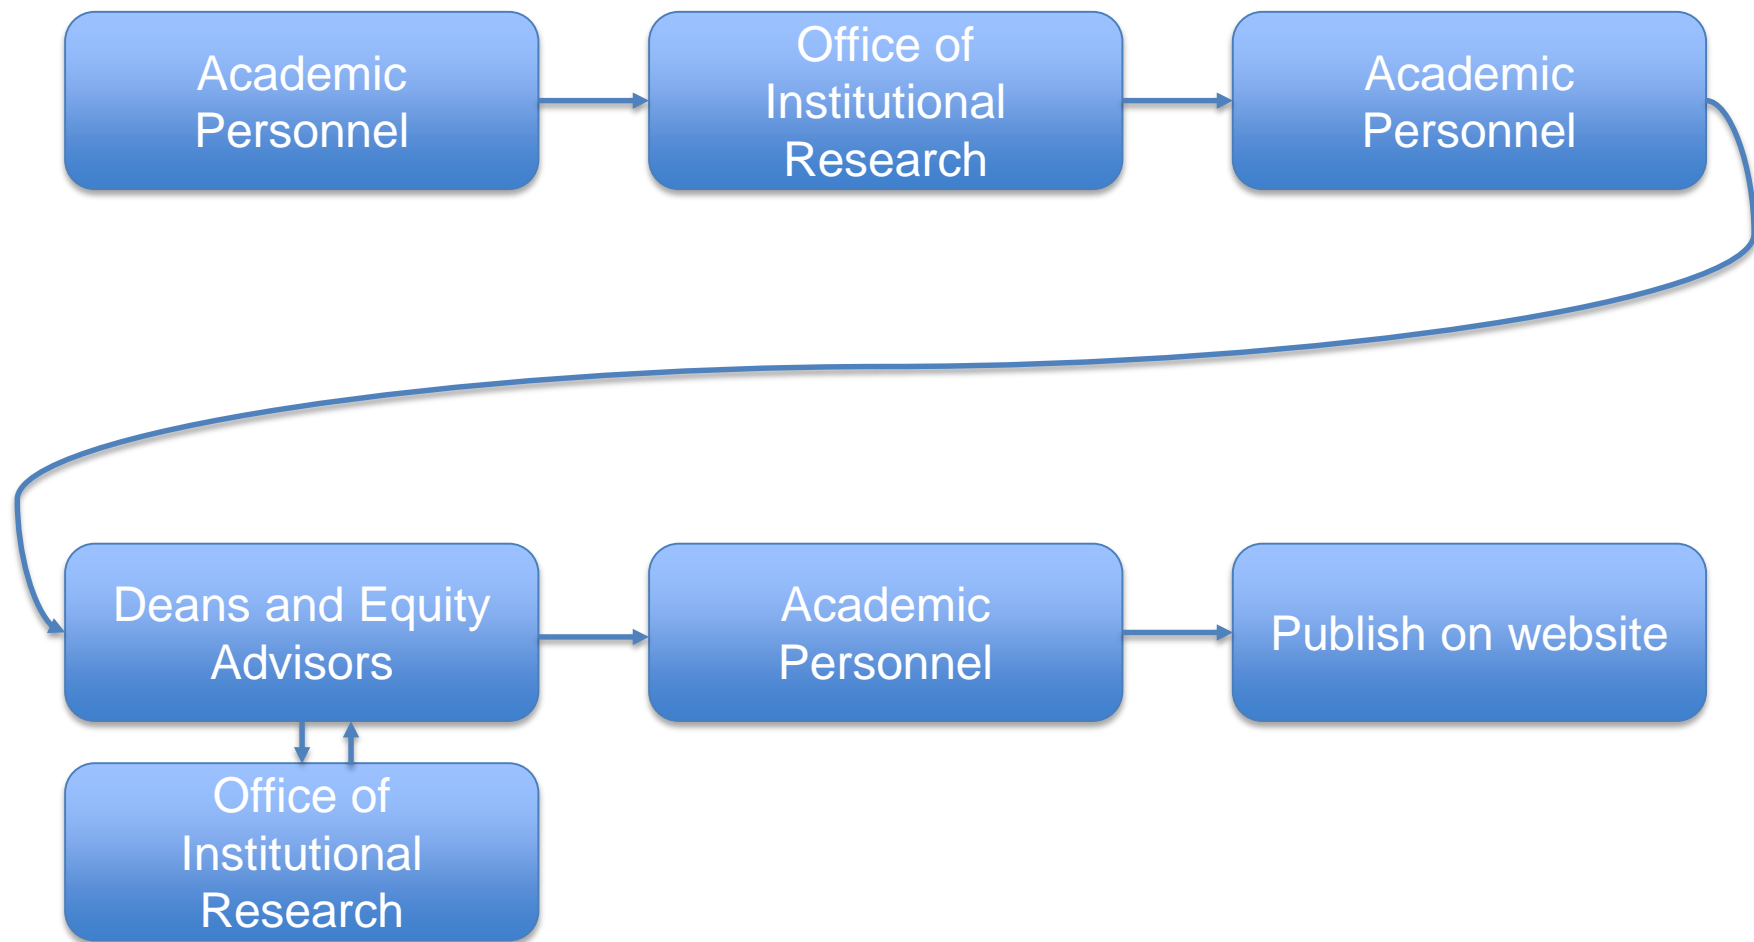 Academic
Personnel
Office of
Institutional
Research
Academic
Personnel
Deans and Equity
Advisors
Academic
Personnel
Publish on website
Office of
Institutional
Research